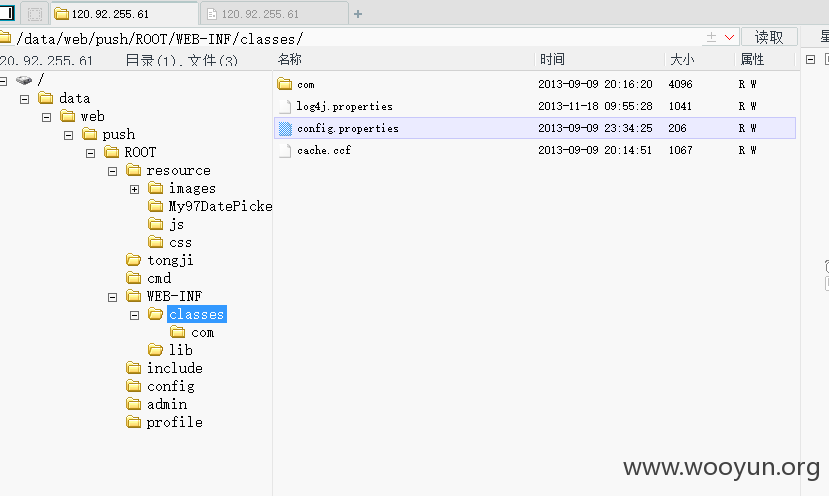 120.92.255.61
120.92.255.61
+
/data/web/push/ROOT/WEB-INF/classes/
读取
120.92.255.61 目录(1),文件(3)
名称 时间 大小 属性
/
data
web
push
ROOT
resource
images
My97DatePicke
js
css
tongji
cmd
WEB-INF
classes
com
lib
include
config
admin
profile
com 2013-09-09 20:16:20 4096 R W
log4j.properties 2013-11-18 09:55:28 1041 R W
config.properties 2013-09-09 23:34:25 206 R W
cache.ccf 2013-09-09 20:14:51 1067 R W
www.wooyun.org